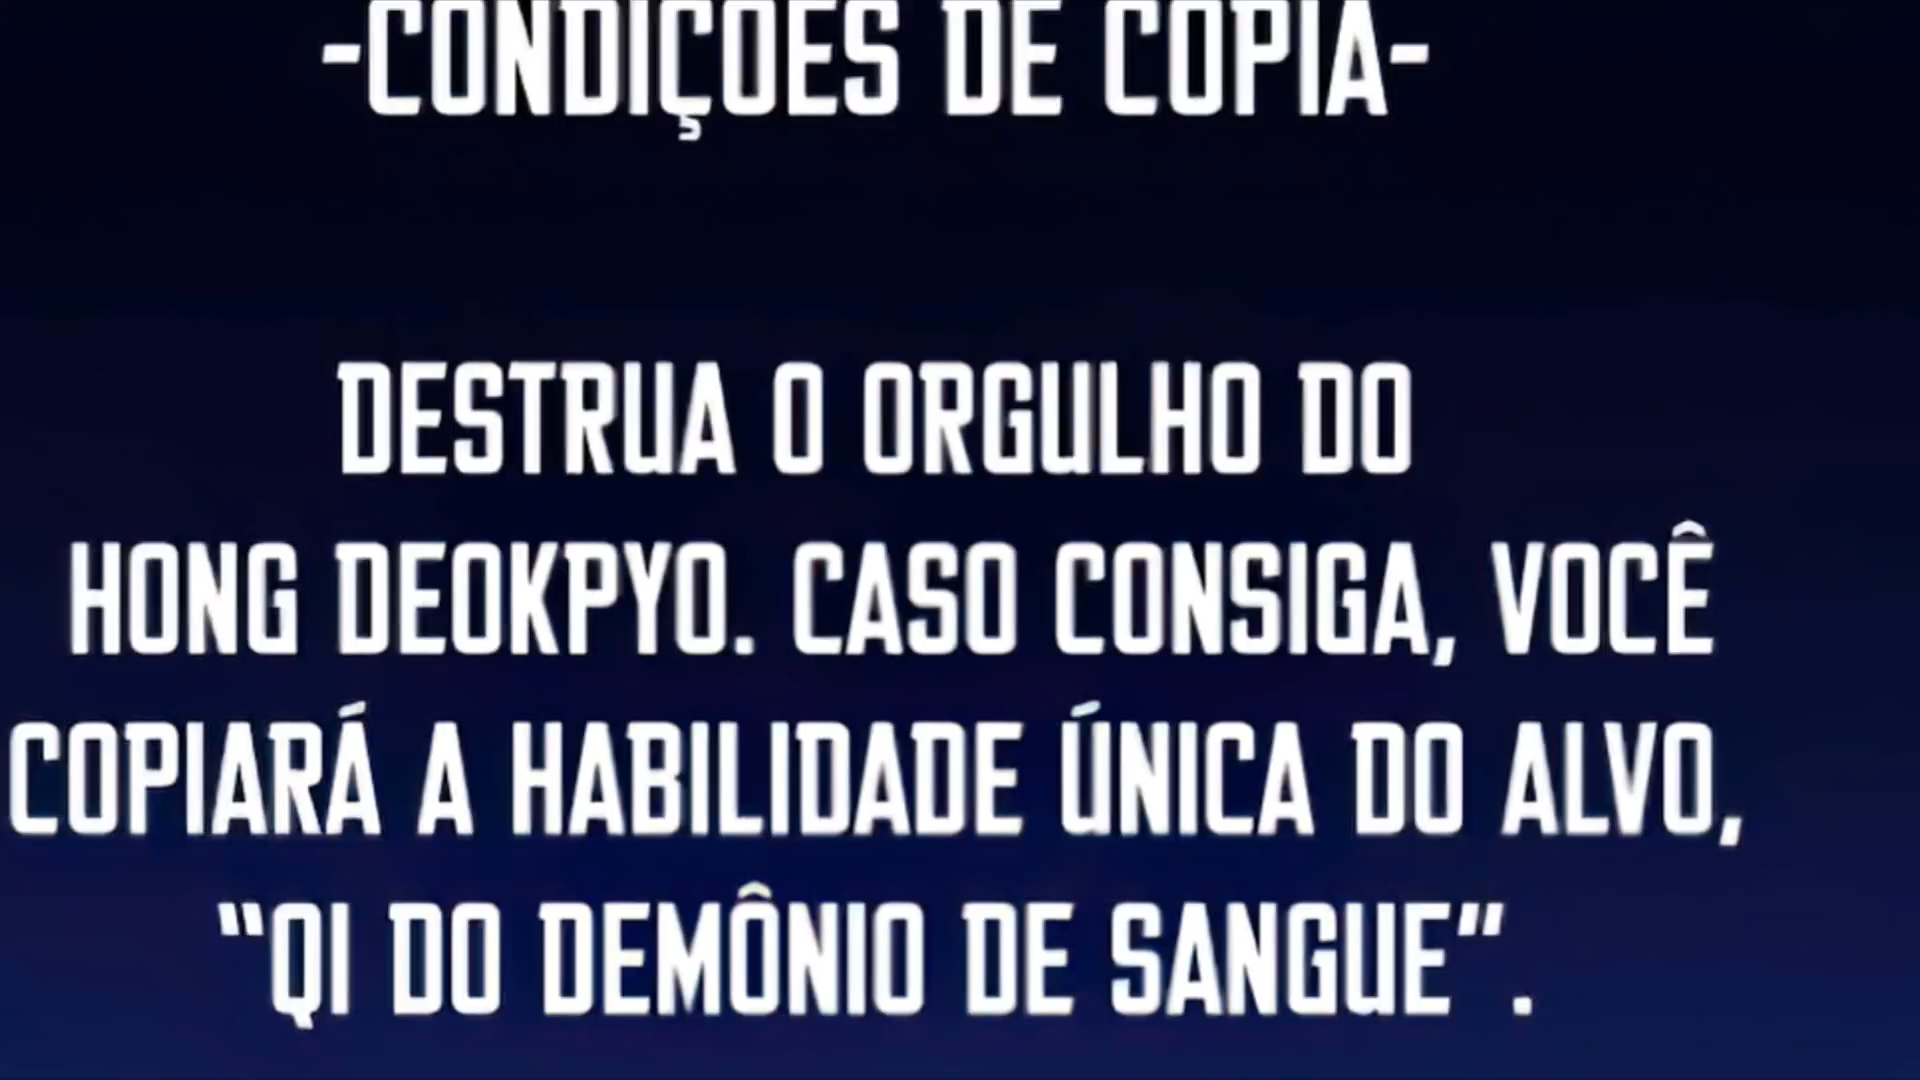 -CONDIÇÕES DE COPIA-
DESTRUA O ORGULHO DO
HONG DEOKPYO. CASO CONSIGA, VOCÊ
COPIARÁ A HABILIDADE ÚNICA DO ALVO,
“QI DO DEMÔNIO DE SANGUE”.